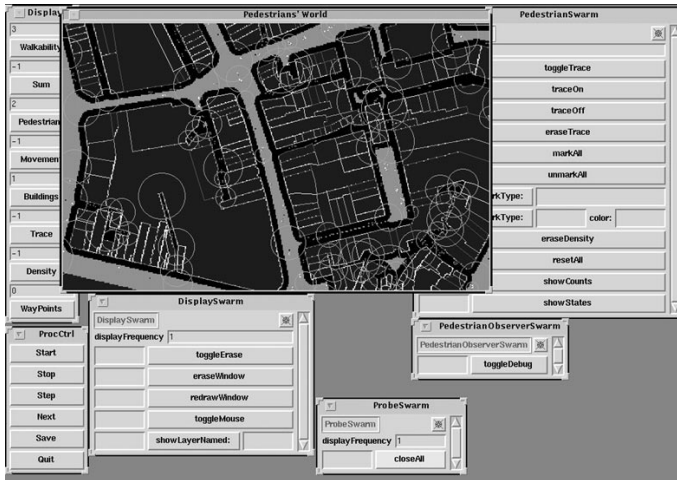 Display
3
Walkability
-1
Sum
2
Pedestrian
-1
Movemen
1
Buildings
-1
Trace
-1
Density
0
WayPoints
Pedestrians' World
PedestrianSwarm
toggleTrace
traceOn
traceOff
eraseTrace
markAll
unmarkAll
rkType:
rkType: color:
eraseDensity
resetAll
showCounts
showStates
ProcCtrl
Start
Stop
Step
Next
Save
Quit
DisplaySwarm
DisplaySwarm
displayFrequency 1
toggleErase
eraseWindow
redrawWindow
toggleMouse
showLayerNamed:
PedestrianObserverSwarm
PedestrianObserverSwarm
toggleDebug
ProbeSwarm
ProbeSwarm
displayFrequency 1
closeAll